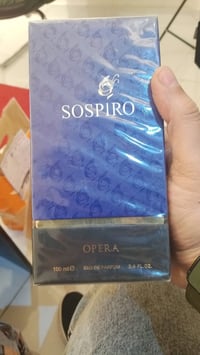 SOSPIRO
OPERA
100 ml ℮ EAU DE PARFUM 3.4 FL. OZ.